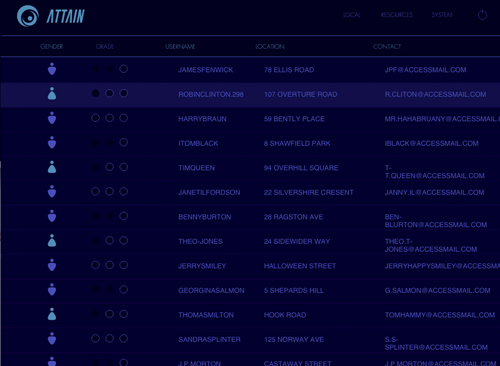 ATTAIN
LOCAL RESOURCES SYSTEM
GENDER GRADE USERNAME LOCATION CONTACT
JAMESFENWICK 78 ELLIS ROAD JPF@ACCESSMAIL.COM
ROBINCLINTON.298 107 OVERTURE ROAD R.CLITON@ACCESSMAIL.COM
HARRYBRAUN 59 BENTLY PLACE MR.HAHABRUANY@ACCESSMAIL.
ITOMBLACK 8 SHAWFIELD PARK IBLACK@ACCESSMAIL.COM
TIMQUEEN 94 OVERHILL SQUARE T-
T.QUEEN@ACCESSMAIL.COM
JANETILFORDSON 22 SILVERSHIRE CRESENT JANNY.IL@ACCESSMAIL.COM
BENNYBURTON 28 RAGSTON AVE BEN-
BLURTON@ACCESSMAIL.COM
THEO-JONES 24 SIDEWIDER WAY THEO.T-
JONES@ACCESSMAIL.COM
JERRYSMILEY HALLOWEEN STREET JERRYHAPPYSMILEY@ACCESSMA
GEORGINASALMON 5 SHEPARDS HILL G.SALMON@ACCESSMAIL.COM
THOMASMILTON HOOK ROAD TOMHAMMY@ACCESSMAIL.COM
SANDRASPLINTER 125 NORWAY AVE S.S-
SPLINTER@ACCESSMAIL.COM
J.P.MORTON CASTAWAY STREET J.P.MORTON@ACCESSMAIL.COM